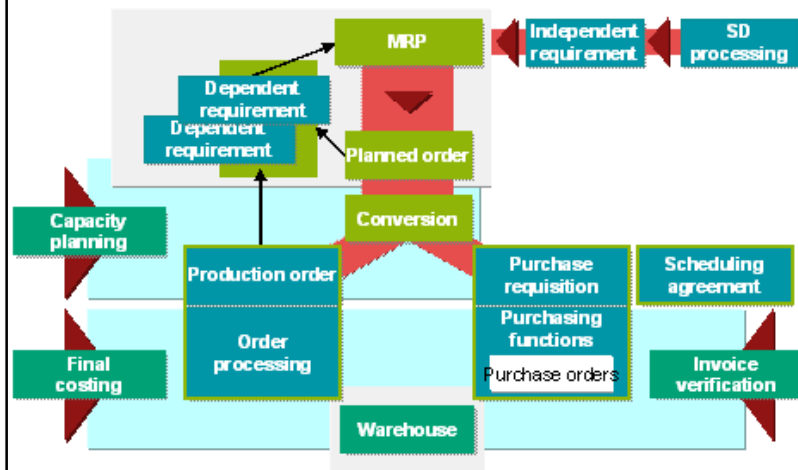 MRP
Independent
requirement
SD
processing
Dependent
requirement
Dependent
requirement
Planned order
Capacity
planning
Conversion
Production order
Purchase
requisition
Scheduling
agreement
Order
processing
Purchasing
functions
Purchase orders
Final
costing
Invoice
verification
Warehouse